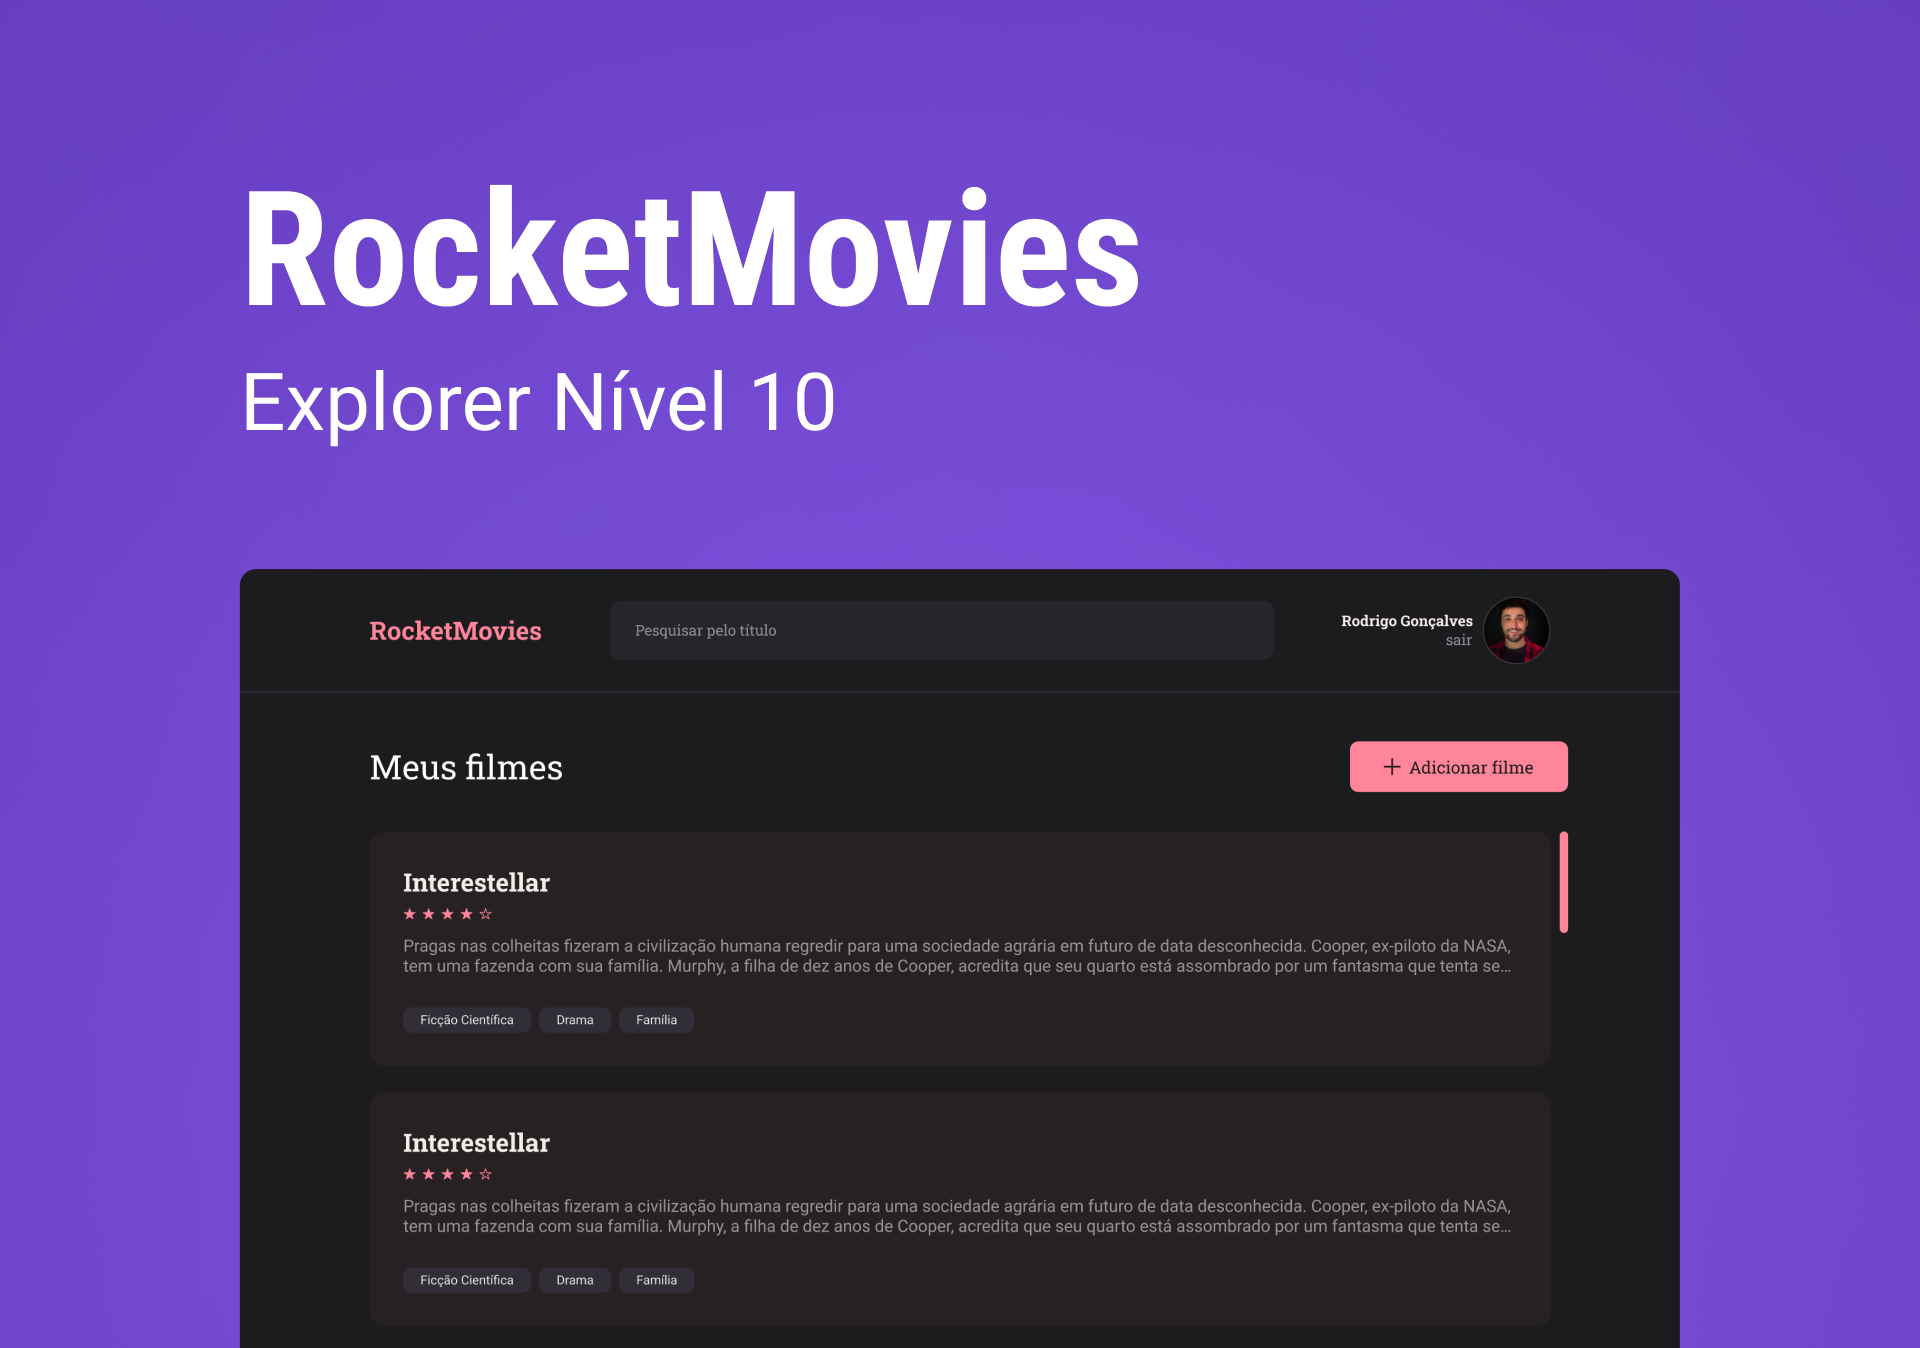 RocketMovies
Explorer Nível 10
RocketMovies
Pesquisar pelo título
Rodrigo Gonçalves
sair
Meus filmes
Adicionar filme
Interestellar
Pragas nas colheitas fizeram a civilização humana regredir para uma sociedade agrária em futuro de data desconhecida. Cooper, ex-piloto da NASA,
tem uma fazenda com sua família. Murphy, a filha de dez anos de Cooper, acredita que seu quarto está assombrado por um fantasma que tenta se...
Ficção Científica Drama Família
Interestellar
Pragas nas colheitas fizeram a civilização humana regredir para uma sociedade agrária em futuro de data desconhecida. Cooper, ex-piloto da NASA,
tem uma fazenda com sua família. Murphy, a filha de dez anos de Cooper, acredita que seu quarto está assombrado por um fantasma que tenta se...
Ficção Científica Drama Família